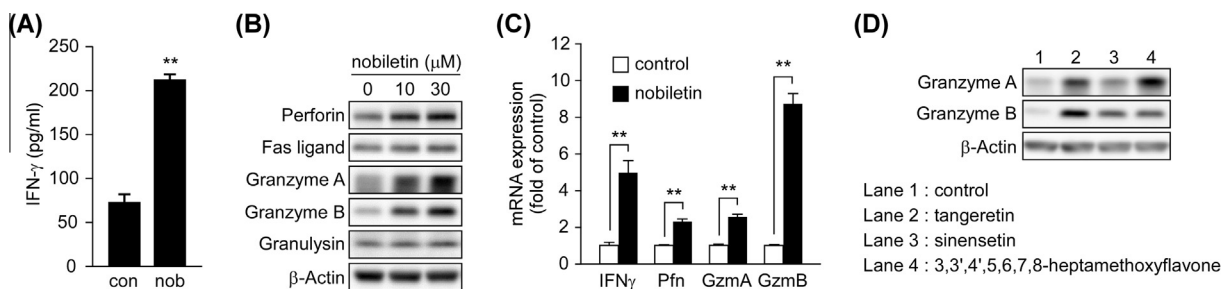 (A)
IFN-γ (pg/ml)
250
200
150
100
50
0
**
con nob
(B)
nobiletin (μM)
0 10 30
Perforin
Fas ligand
Granzyme A
Granzyme B
Granulysin
β-Actin
(C)
mRNA expression
(fold of control)
12
10
8
6
4
2
0
control
nobiletin
**
**
**
**
IFNγ Pfn GzmA GzmB
(D)
1 2 3 4
Granzyme A
Granzyme B
β-Actin
Lane 1 : control
Lane 2 : tangeretin
Lane 3 : sinensetin
Lane 4 : 3,3',4',5,6,7,8-heptamethoxyflavone